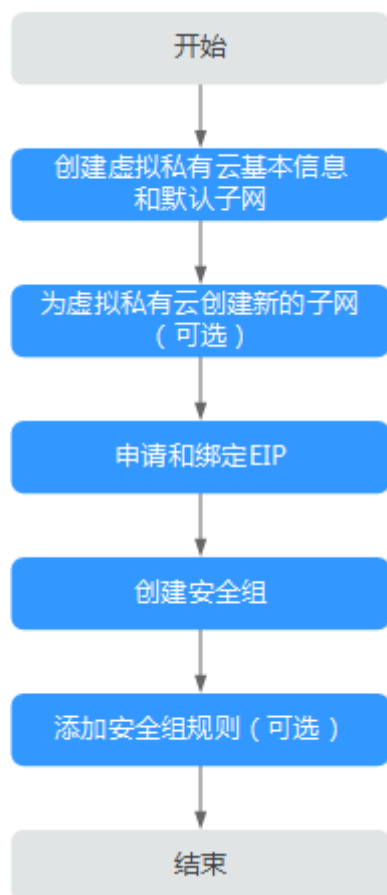 开始
创建虚拟私有云基本信息
和默认子网
为虚拟私有云创建新的子网
（可选）
申请和绑定EIP
创建安全组
添加安全组规则（可选）
结束